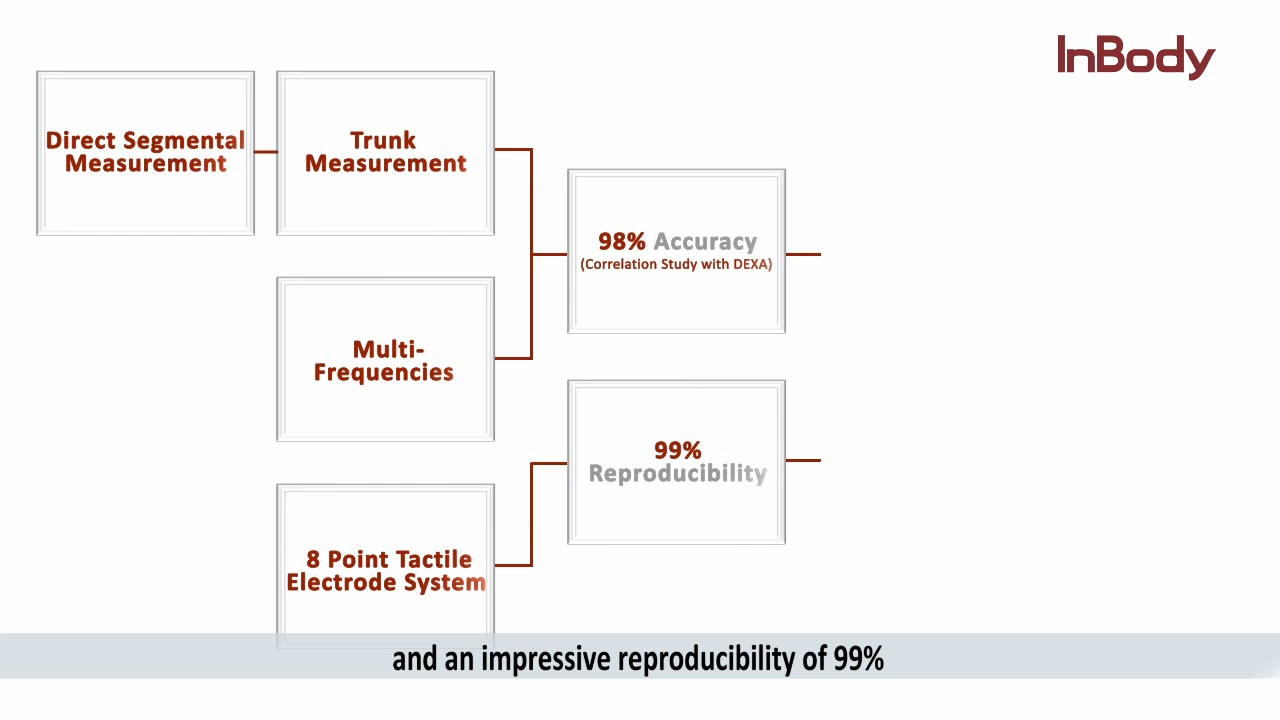 InBody
Direct Segmental
Measurement
Trunk
Measurement
98% Accuracy
(Correlation Study with DEXA)
Multi-
Frequencies
99%
Reproducibility
8 Point Tactile
Electrode System
and an impressive reproducibility of 99%